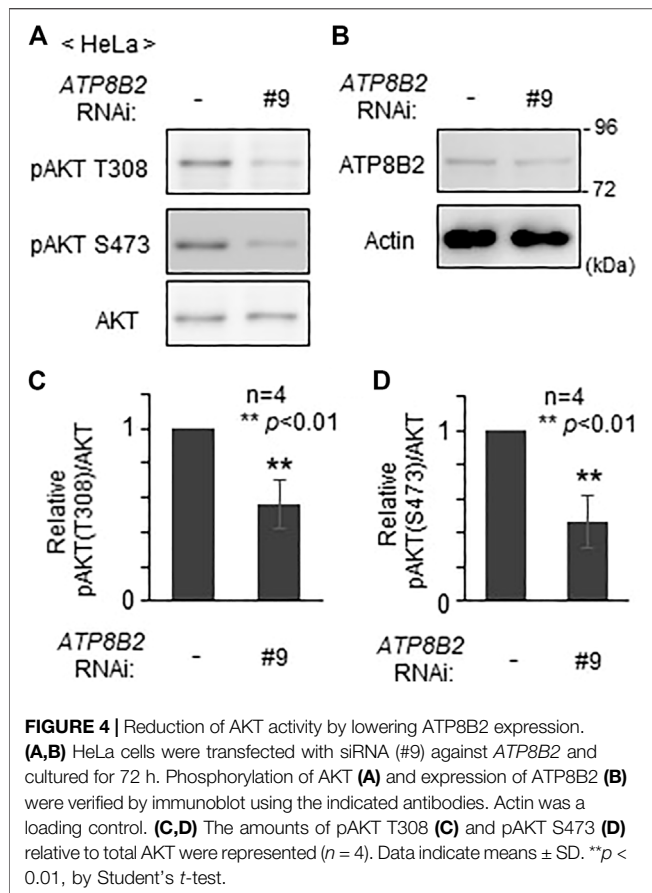 A < HeLa >
ATP8B2 RNAi: - #9
pAKT T308
pAKT S473
AKT
B
ATP8B2 RNAi: - #9
ATP8B2
-96
-72
Actin
(kDa)
C
Relative pAKT(T308)/AKT
1
0
n=4
** p<0.01
**
ATP8B2 RNAi: - #9
D
Relative pAKT(S473)/AKT
1
0
n=4
** p<0.01
**
ATP8B2 RNAi: - #9
FIGURE 4 | Reduction of AKT activity by lowering ATP8B2 expression.
(A,B) HeLa cells were transfected with siRNA (#9) against ATP8B2 and
cultured for 72 h. Phosphorylation of AKT (A) and expression of ATP8B2 (B)
were verified by immunoblot using the indicated antibodies. Actin was a
loading control. (C,D) The amounts of pAKT T308 (C) and pAKT S473 (D)
relative to total AKT were represented (n = 4). Data indicate means ± SD. **p <
0.01, by Student's t-test.